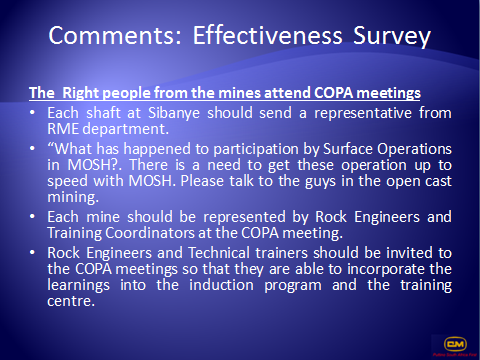 Comments: Effectiveness Survey
The Right people from the mines attend COPA meetings
• Each shaft at Sibanye should send a representative from
RME department.
• “What has happened to participation by Surface Operations
in MOSH?. There is a need to get these operation up to
speed with MOSH. Please talk to the guys in the open cast
mining.
• Each mine should be represented by Rock Engineers and
Training Coordinators at the COPA meeting.
• Rock Engineers and Technical trainers should be invited to
the COPA meetings so that they are able to incorporate the
learnings into the induction program and the training
centre.